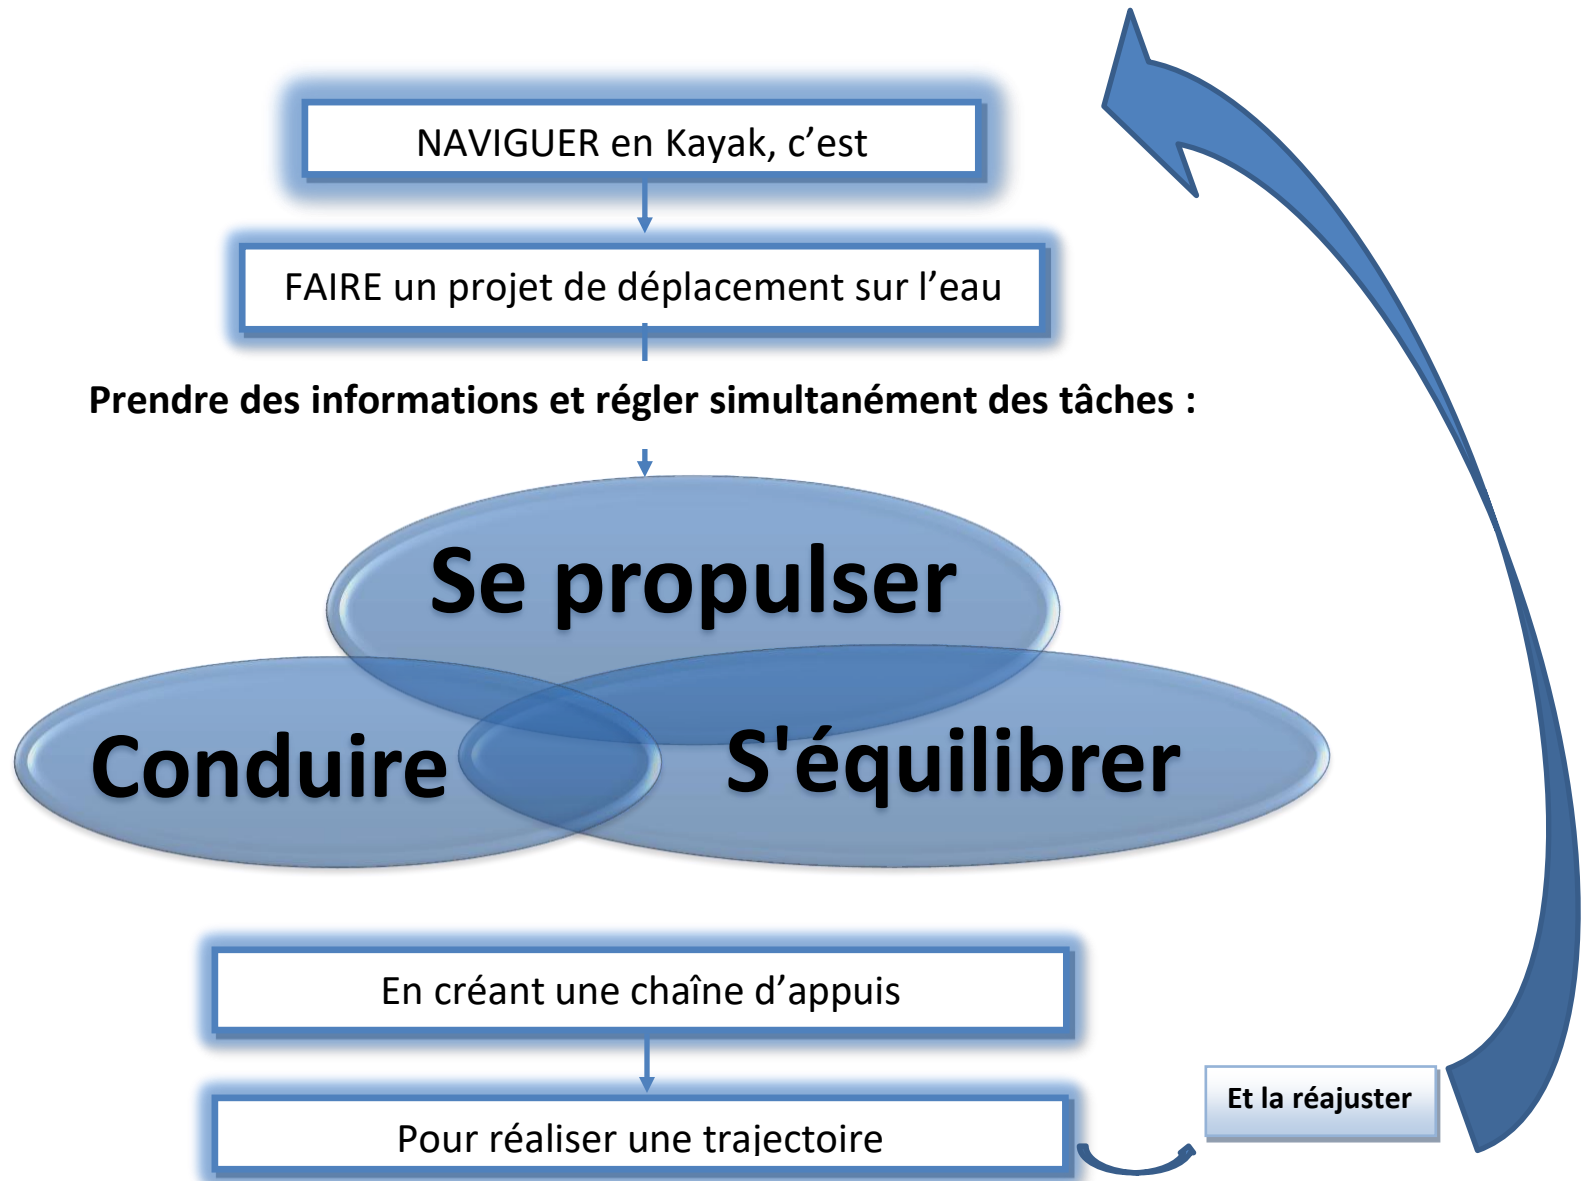 NAVIGUER en Kayak, c’est
FAIRE un projet de déplacement sur l’eau
Prendre des informations et régler simultanément des tâches :
Se propulser
Conduire
S'équilibrer
En créant une chaîne d’appuis
Pour réaliser une trajectoire
Et la réajuster